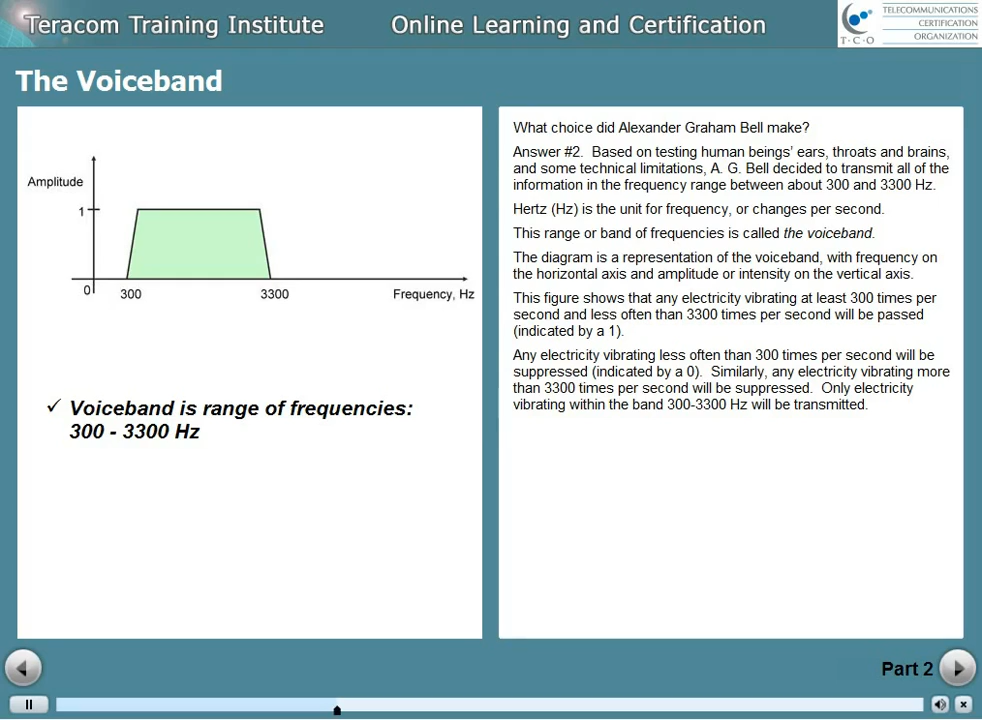 Teracom Training Institute
Online Learning and Certification
TELECOMMUNICATIONS
CERTIFICATION
ORGANIZATION
T·C·O
The Voiceband
Amplitude
1
0
300
3300
Frequency, Hz
✓ Voiceband is range of frequencies:
300 - 3300 Hz
What choice did Alexander Graham Bell make?
Answer #2.  Based on testing human beings' ears, throats and brains,
and some technical limitations, A. G. Bell decided to transmit all of the
information in the frequency range between about 300 and 3300 Hz.
Hertz (Hz) is the unit for frequency, or changes per second.
This range or band of frequencies is called the voiceband.
The diagram is a representation of the voiceband, with frequency on
the horizontal axis and amplitude or intensity on the vertical axis.
This figure shows that any electricity vibrating at least 300 times per
second and less often than 3300 times per second will be passed
(indicated by a 1).
Any electricity vibrating less often than 300 times per second will be
suppressed (indicated by a 0).  Similarly, any electricity vibrating more
than 3300 times per second will be suppressed.  Only electricity
vibrating within the band 300-3300 Hz will be transmitted.
Part 2